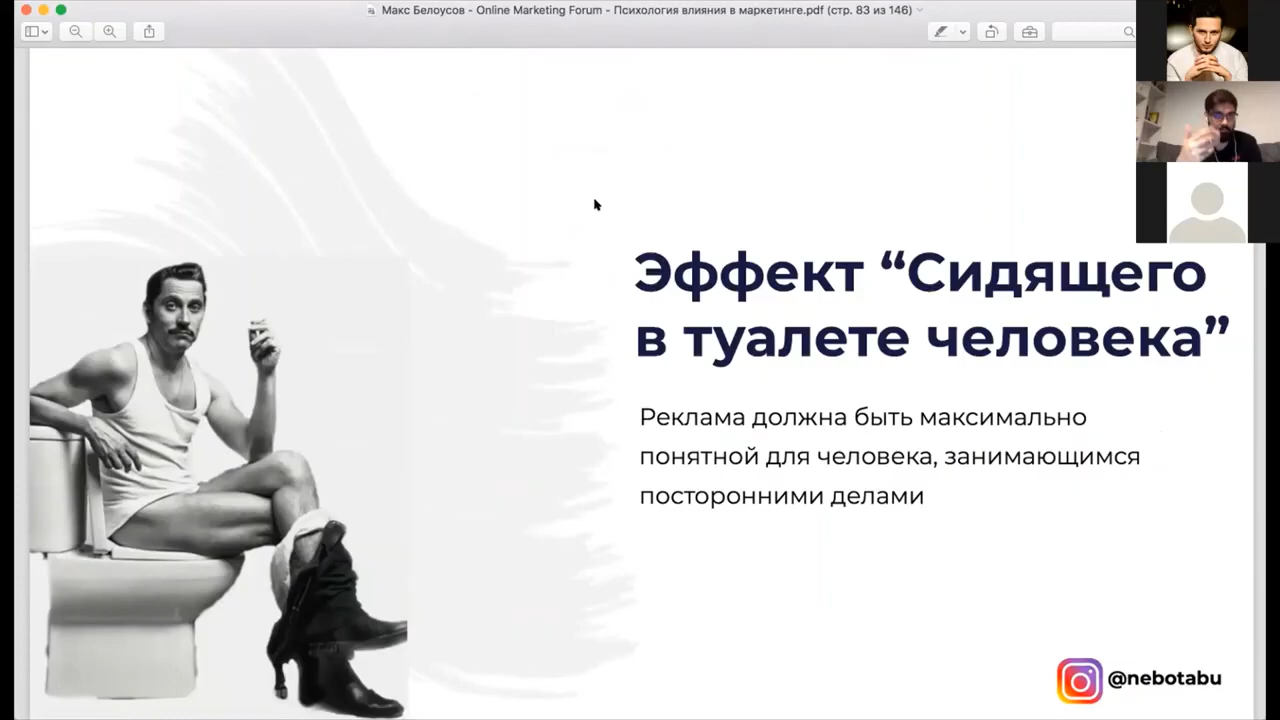 Макс Белоусов - Online Marketing Forum - Психология влияния в маркетинге.pdf (стр. 83 из 146)
Эффект “Сидящего
в туалете человека”
Реклама должна быть максимально
понятной для человека, занимающимся
посторонними делами
@nebotabu